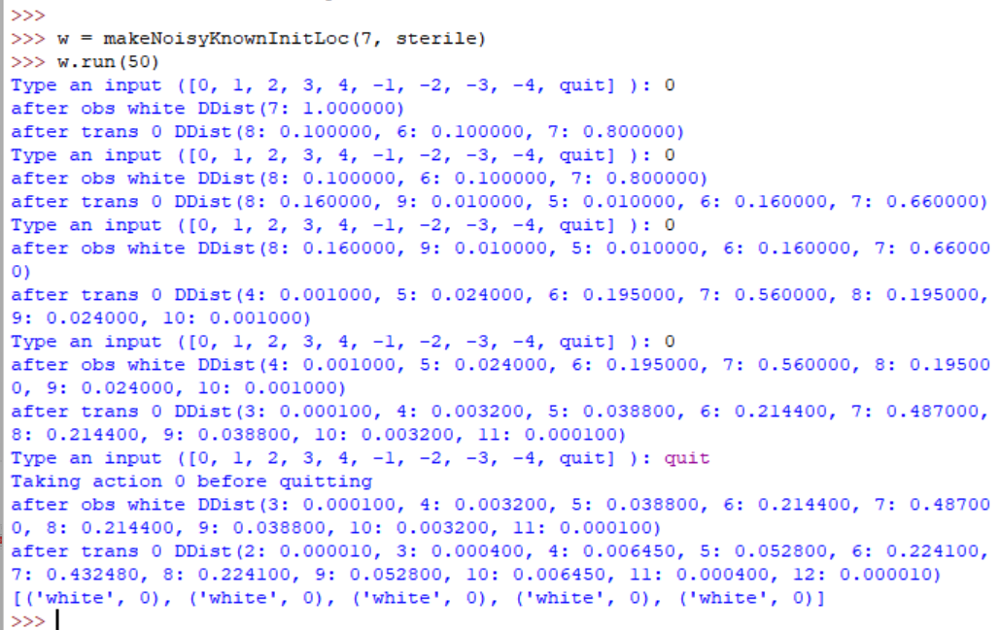 >>>
>>> w = makeNoisyKnownInitLoc(7, sterile)
>>> w.run(50)
Type an input ([0, 1, 2, 3, 4, -1, -2, -3, -4, quit] ): 0
after obs white DDist(7: 1.000000)
after trans 0 DDist(8: 0.100000, 6: 0.100000, 7: 0.800000)
Type an input ([0, 1, 2, 3, 4, -1, -2, -3, -4, quit] ): 0
after obs white DDist(8: 0.100000, 6: 0.100000, 7: 0.800000)
after trans 0 DDist(8: 0.160000, 9: 0.010000, 5: 0.010000, 6: 0.160000, 7: 0.660000)
Type an input ([0, 1, 2, 3, 4, -1, -2, -3, -4, quit] ): 0
after obs white DDist(8: 0.160000, 9: 0.010000, 5: 0.010000, 6: 0.160000, 7: 0.66000
0)
after trans 0 DDist(4: 0.001000, 5: 0.024000, 6: 0.195000, 7: 0.560000, 8: 0.195000,
9: 0.024000, 10: 0.001000)
Type an input ([0, 1, 2, 3, 4, -1, -2, -3, -4, quit] ): 0
after obs white DDist(4: 0.001000, 5: 0.024000, 6: 0.195000, 7: 0.560000, 8: 0.19500
0, 9: 0.024000, 10: 0.001000)
after trans 0 DDist(3: 0.000100, 4: 0.003200, 5: 0.038800, 6: 0.214400, 7: 0.487000,
8: 0.214400, 9: 0.038800, 10: 0.003200, 11: 0.000100)
Type an input ([0, 1, 2, 3, 4, -1, -2, -3, -4, quit] ): quit
Taking action 0 before quitting
after obs white DDist(3: 0.000100, 4: 0.003200, 5: 0.038800, 6: 0.214400, 7: 0.48700
0, 8: 0.214400, 9: 0.038800, 10: 0.003200, 11: 0.000100)
after trans 0 DDist(2: 0.000010, 3: 0.000400, 4: 0.006450, 5: 0.052800, 6: 0.224100,
7: 0.432480, 8: 0.224100, 9: 0.052800, 10: 0.006450, 11: 0.000400, 12: 0.000010)
[('white', 0), ('white', 0), ('white', 0), ('white', 0), ('white', 0)]
>>>